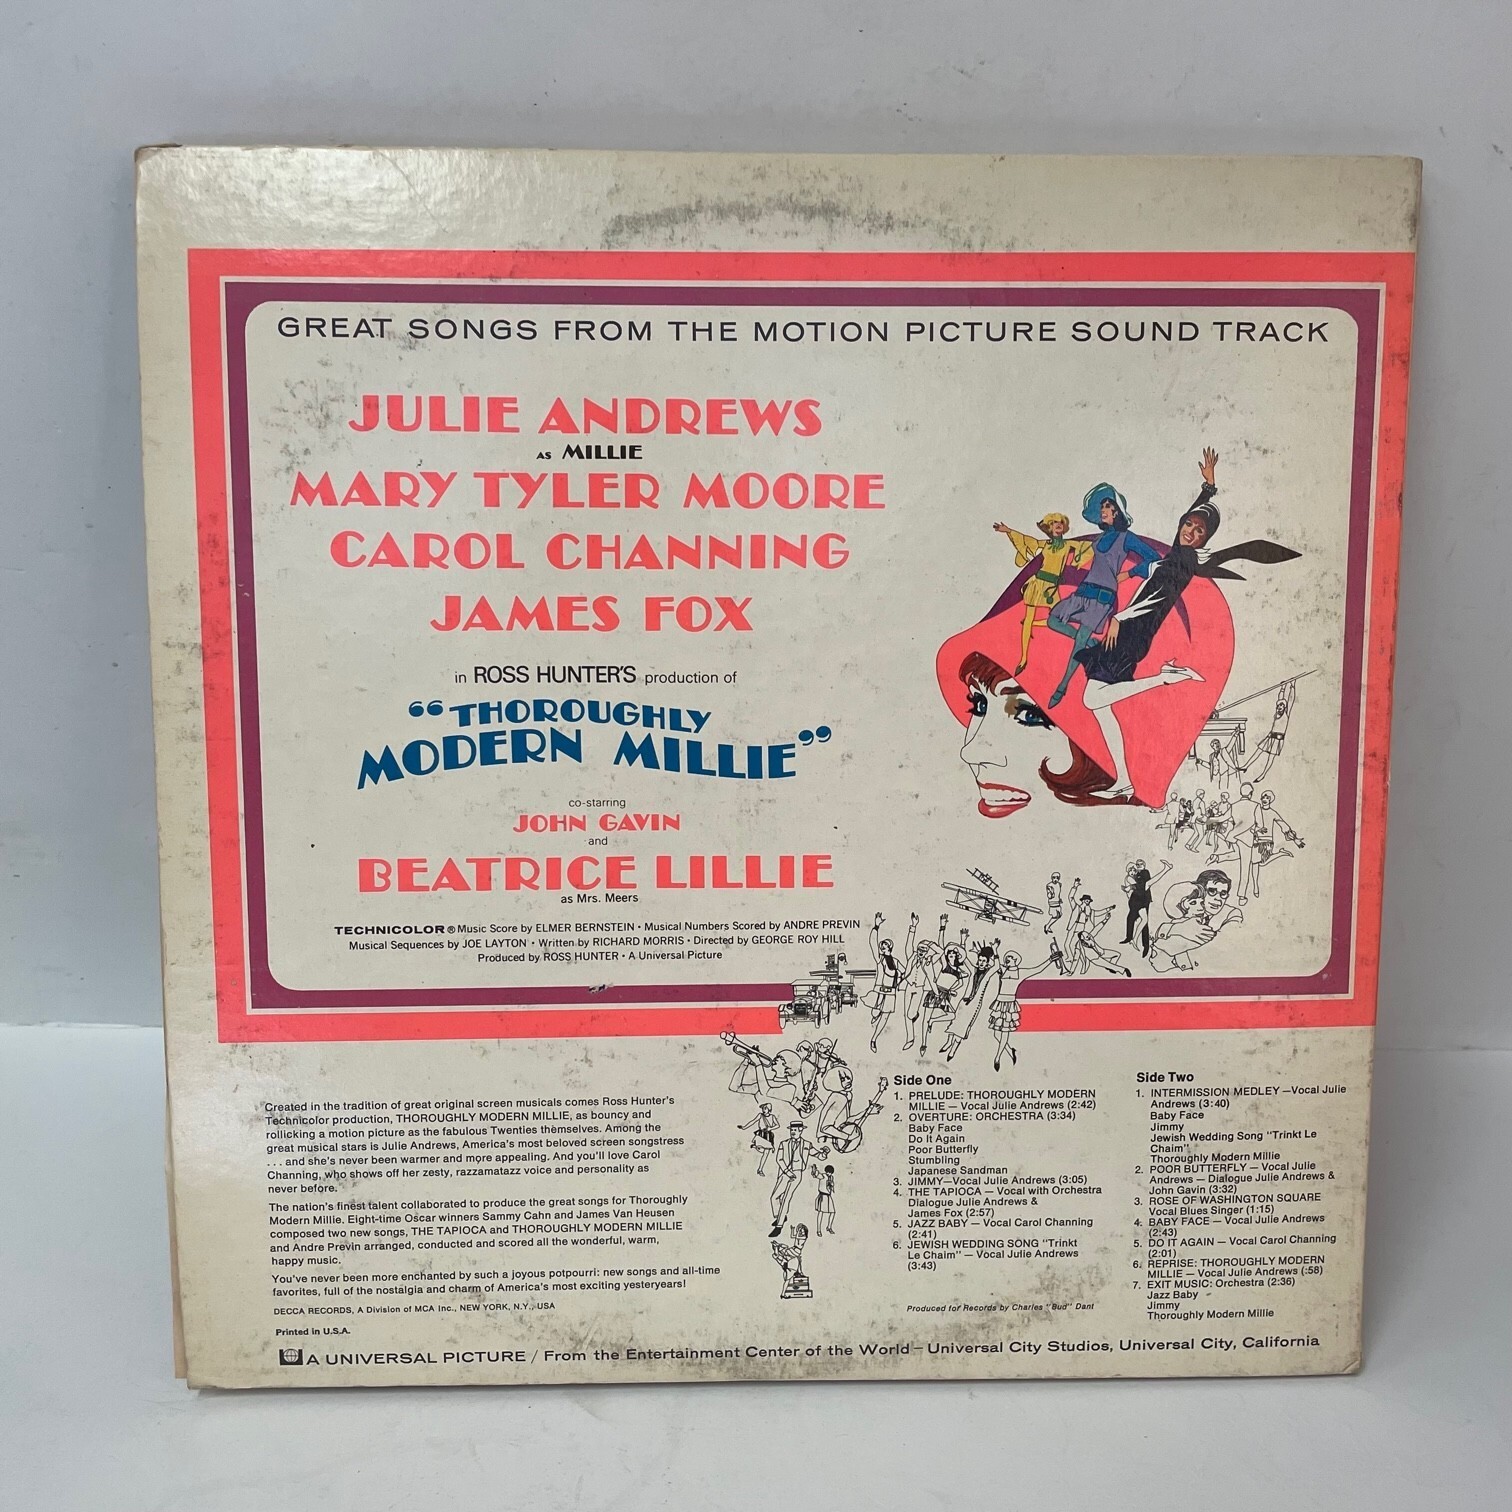 GREAT SONGS FROM THE MOTION PICTURE SOUND TRACK
JULIE ANDREWS
AS MILLIE
MARY TYLER MOORE
CAROL CHANNING
JAMES FOX
in ROSS HUNTER'S production of
“THOROUGHLY
MODERN MILLIE”
co-starring
JOHN GAVIN
and
BEATRICE LILLIE
as Mrs. Meers
TECHNICOLOR® Music Score by ELMER BERNSTEIN • Musical Numbers Scored by ANDRE PREVIN
Musical Sequences by JOE LAYTON • Written by RICHARD MORRIS • Directed by GEORGE ROY HILL
Produced by ROSS HUNTER • A Universal Picture
Created in the tradition of great original screen musicals comes Ross Hunter's
Technicolor production, THOROUGHLY MODERN MILLIE, as bouncy and
rollicking a motion picture as the fabulous Twenties themselves. Among the
great musical stars is Julie Andrews, America's most beloved screen songstress
. . . and she's never been warmer and more appealing. And you'll love Carol
Channing, who shows off her zesty, razzamatazz voice and personality as
never before.
The nation's finest talent collaborated to produce the great songs for Thoroughly
Modern Millie. Eight-time Oscar winners Sammy Cahn and James Van Heusen
composed two new songs, THE TAPIOCA and THOROUGHLY MODERN MILLIE
and Andre Previn arranged, conducted and scored all the wonderful, warm,
happy music.
You've never been more enchanted by such a joyous potpourri: new songs and all-time
favorites, full of the nostalgia and charm of America's most exciting yesteryears!
DECCA RECORDS, A Division of MCA Inc., NEW YORK, N.Y., USA
Printed in U.S.A.
Side One
1. PRELUDE: THOROUGHLY MODERN
MILLIE — Vocal Julie Andrews (2:42)
2. OVERTURE: ORCHESTRA (3:34)
Baby Face
Do It Again
Poor Butterfly
Stumbling
Japanese Sandman
3. JIMMY—Vocal Julie Andrews (3:05)
4. THE TAPIOCA — Vocal with Orchestra
Dialogue Julie Andrews &
James Fox (2:57)
5. JAZZ BABY — Vocal Carol Channing
(2:41)
6. JEWISH WEDDING SONG "Trinkt
Le Chaim" — Vocal Julie Andrews
(3:43)
Produced for Records by Charles "Bud" Dant
Side Two
1. INTERMISSION MEDLEY —Vocal Julie
Andrews (3:40)
Baby Face
Jimmy
Jewish Wedding Song "Trinkt Le
Chaim"
Thoroughly Modern Millie
2. POOR BUTTERFLY — Vocal Julie
Andrews — Dialogue Julie Andrews &
John Gavin (3:32)
3. ROSE OF WASHINGTON SQUARE
Vocal Blues Singer (1:15)
4. BABY FACE — Vocal Julie Andrews
(2:43)
5. DO IT AGAIN — Vocal Carol Channing
(2:01)
6. REPRISE: THOROUGHLY MODERN
MILLIE — Vocal Julie Andrews (:58)
7. EXIT MUSIC: Orchestra (2:36)
Jazz Baby
Jimmy
Thoroughly Modern Millie
A UNIVERSAL PICTURE / From the Entertainment Center of the World — Universal City Studios, Universal City, California